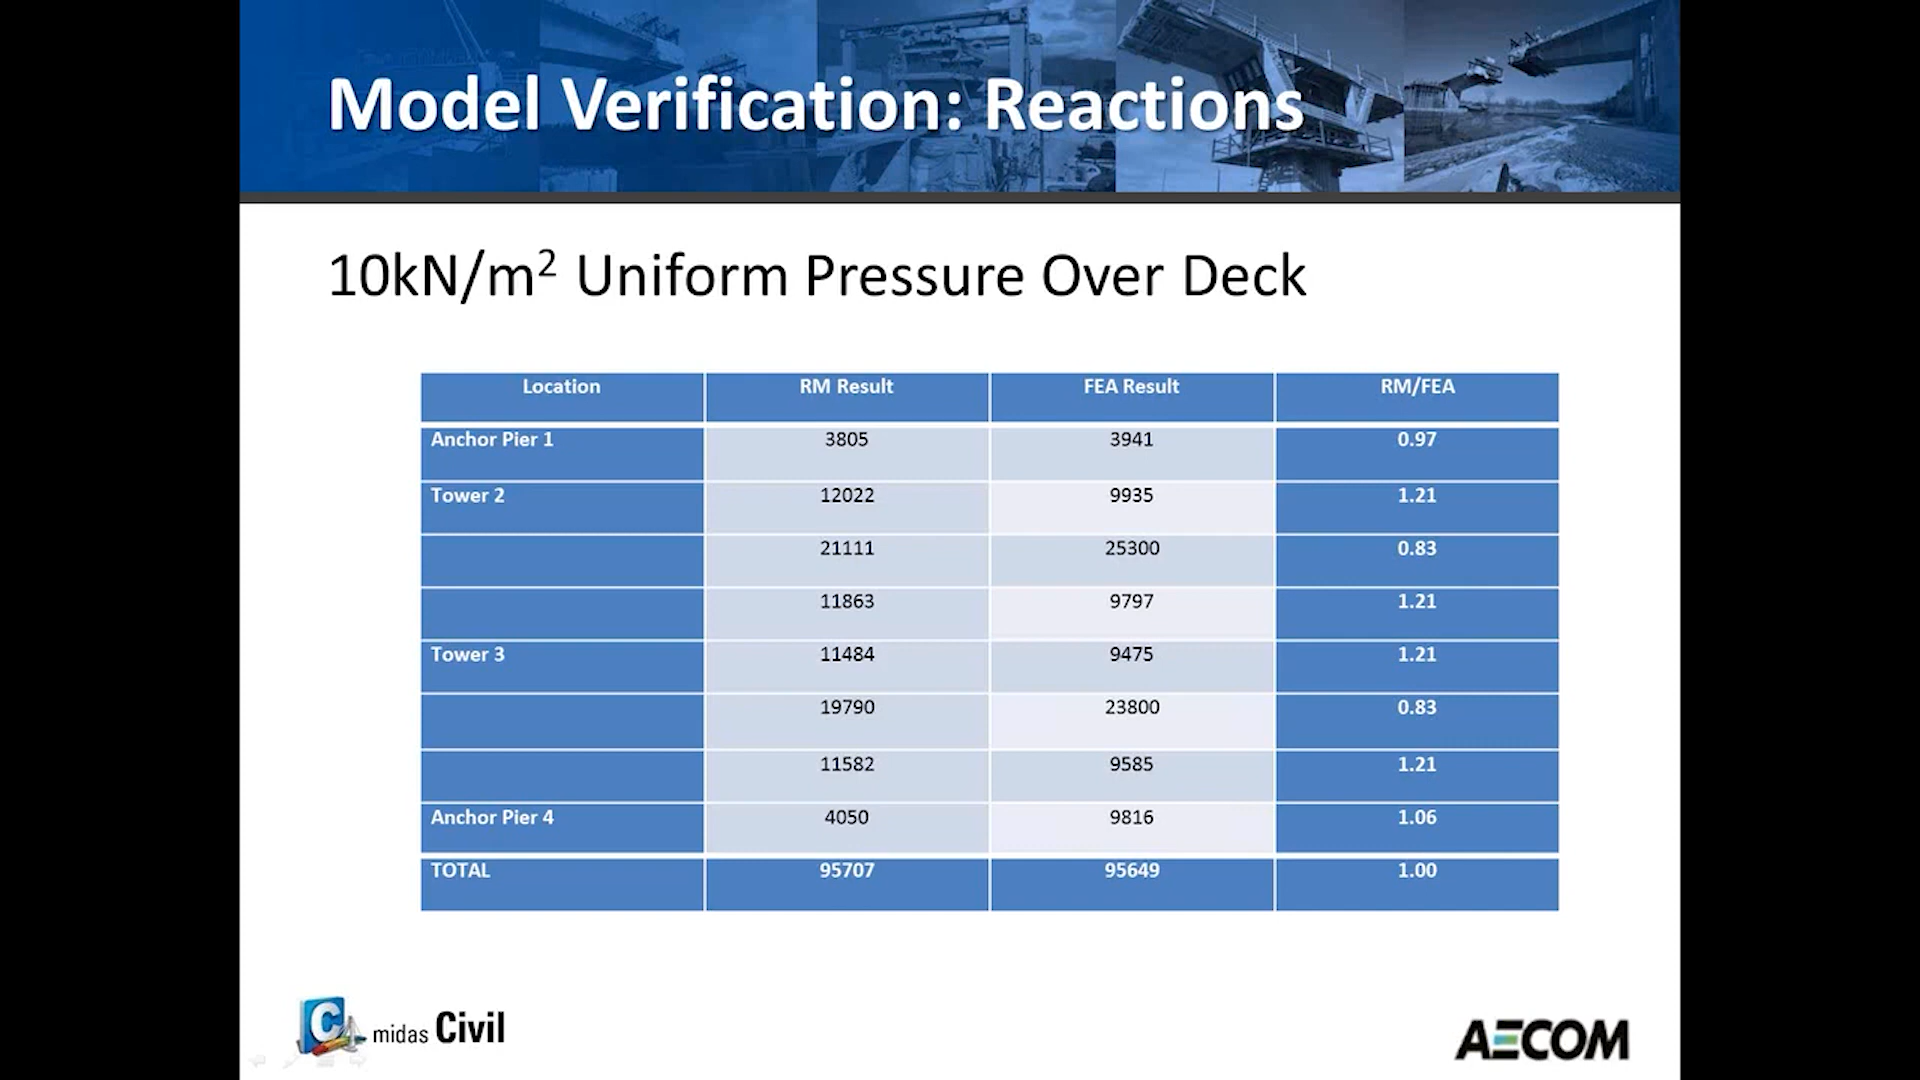 Model Verification: Reactions
10kN/m² Uniform Pressure Over Deck
Location RM Result FEA Result RM/FEA
Anchor Pier 1 3805 3941 0.97
Tower 2 12022 9935 1.21
21111 25300 0.83
11863 9797 1.21
Tower 3 11484 9475 1.21
19790 23800 0.83
11582 9585 1.21
Anchor Pier 4 4050 9816 1.06
TOTAL 95707 95649 1.00
C midas Civil
AECOM